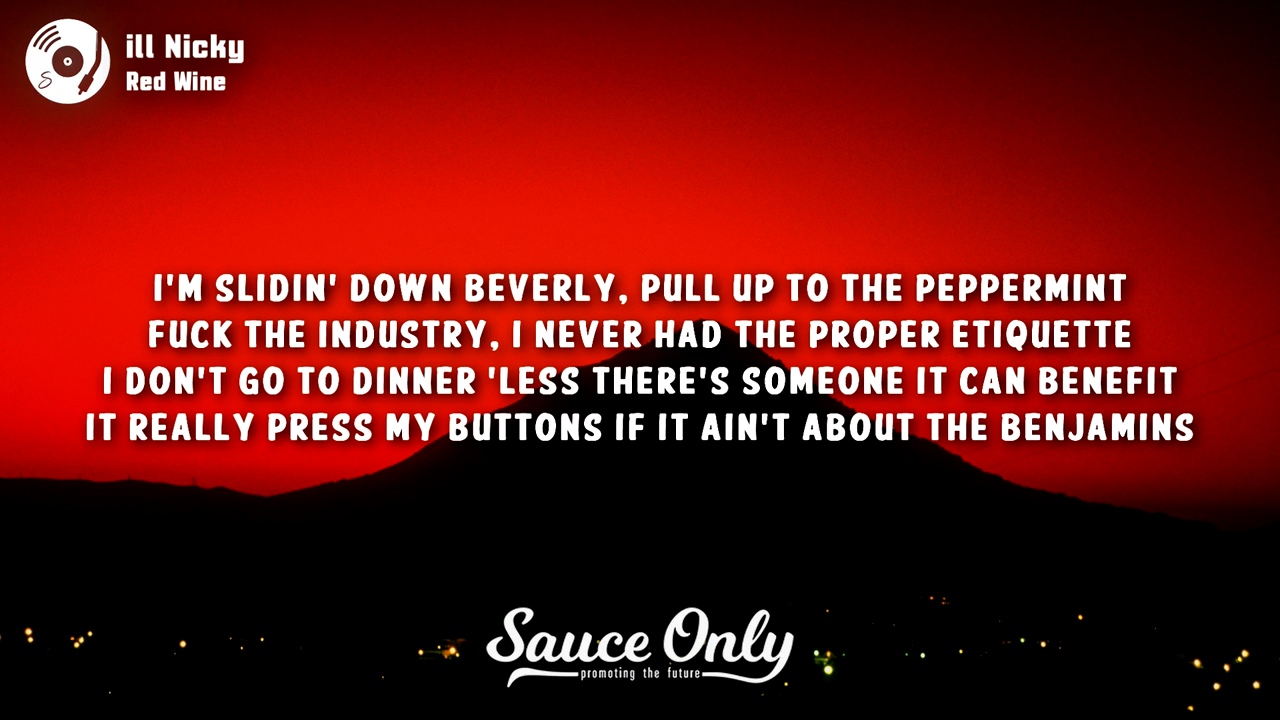 ill Nicky
Red Wine
I'M SLIDIN' DOWN BEVERLY, PULL UP TO THE PEPPERMINT
FUCK THE INDUSTRY, I NEVER HAD THE PROPER ETIQUETTE
I DON'T GO TO DINNER 'LESS THERE'S SOMEONE IT CAN BENEFIT
IT REALLY PRESS MY BUTTONS IF IT AIN'T ABOUT THE BENJAMINS
Sauce Only
promoting the future